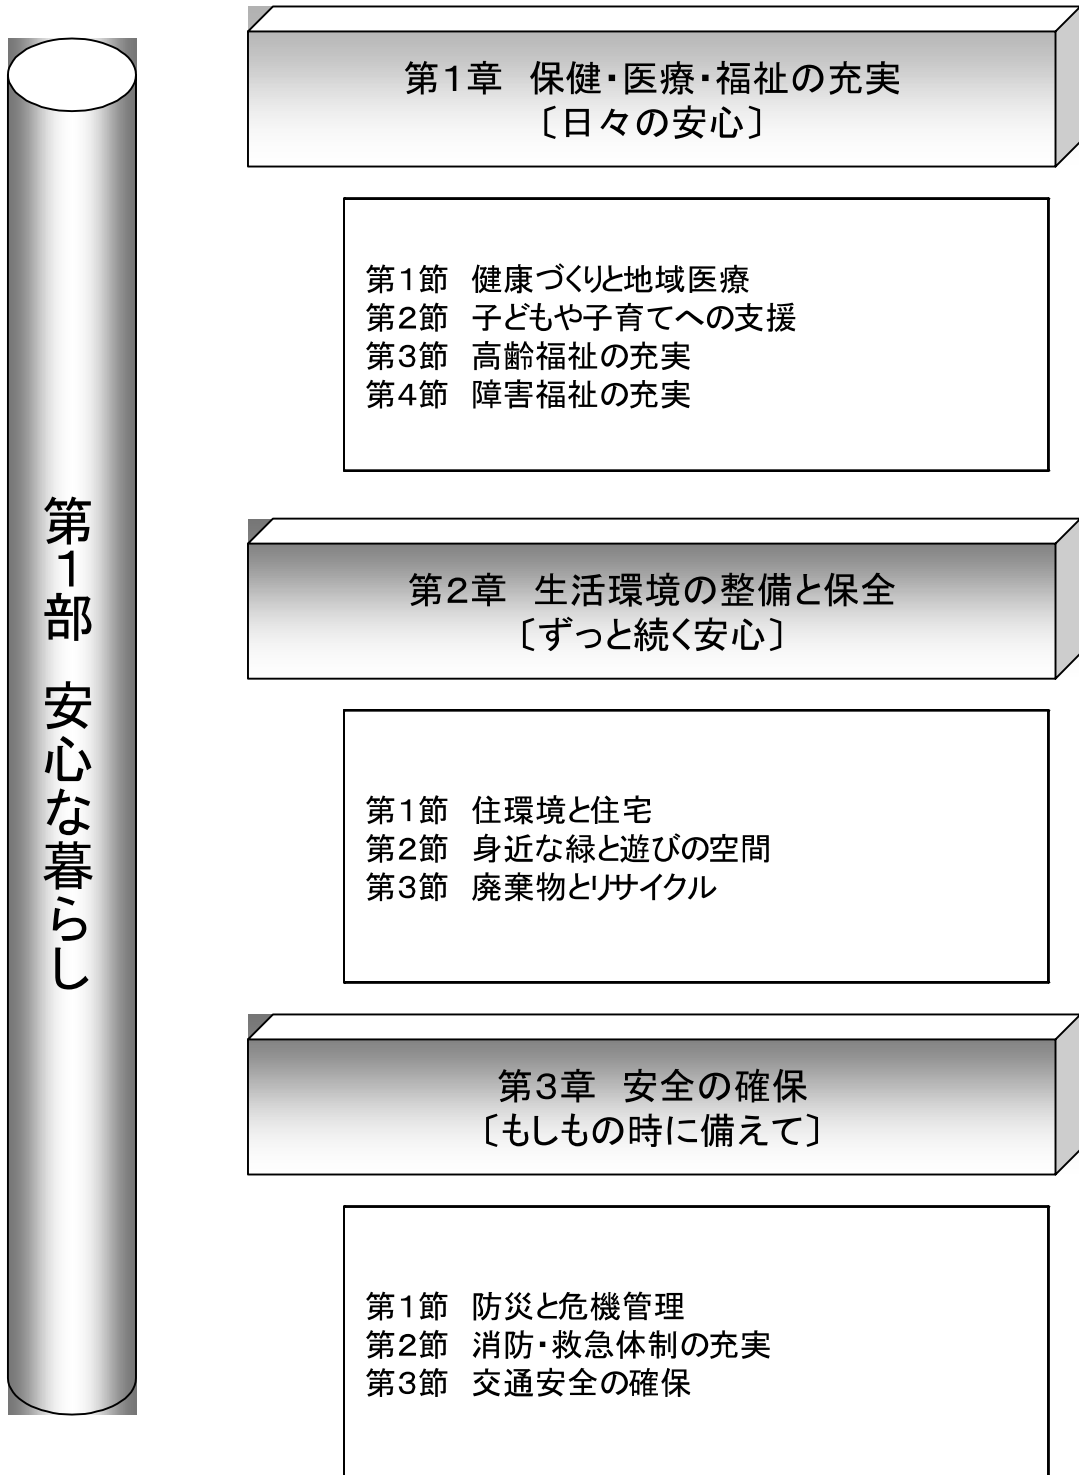 第1部　安心な暮らし
第1章　保健・医療・福祉の充実
〔日々の安心〕
第1節　健康づくりと地域医療
第2節　子どもや子育てへの支援
第3節　高齢福祉の充実
第4節　障害福祉の充実
第2章　生活環境の整備と保全
〔ずっと続く安心〕
第1節　住環境と住宅
第2節　身近な緑と遊びの空間
第3節　廃棄物とリサイクル
第3章　安全の確保
〔もしもの時に備えて〕
第1節　防災と危機管理
第2節　消防・救急体制の充実
第3節　交通安全の確保